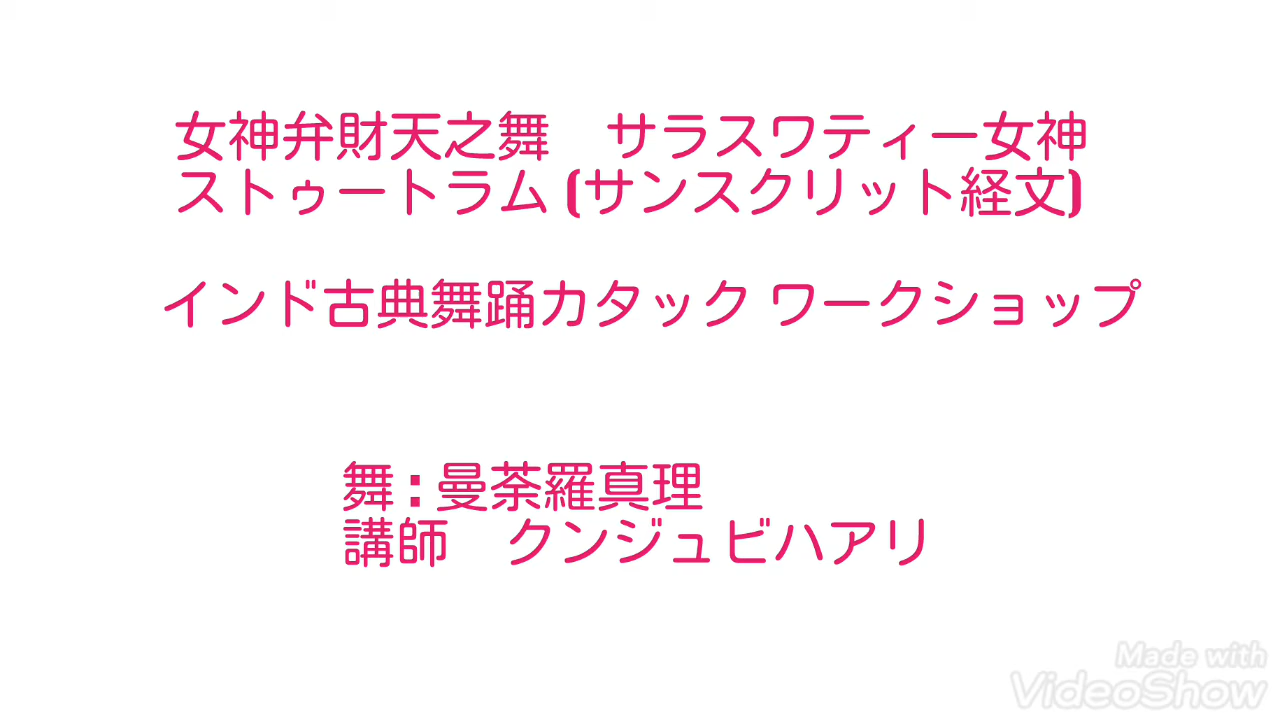 女神弁財天之舞　サラスワティー女神
ストゥートラム (サンスクリット経文)
インド古典舞踊カタック ワークショップ
舞 : 曼荼羅真理
講師　クンジュビハアリ
Made with
VideoShow